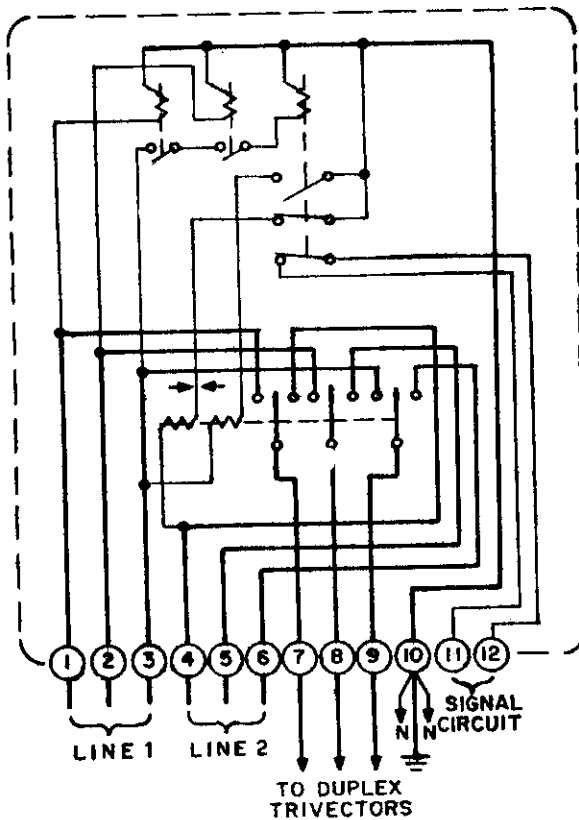 1 2 3 4 5 6 7 8 9 10 11 12
LINE 1
LINE 2
N N
SIGNAL
CIRCUIT
TO DUPLEX
TRIVECTORS